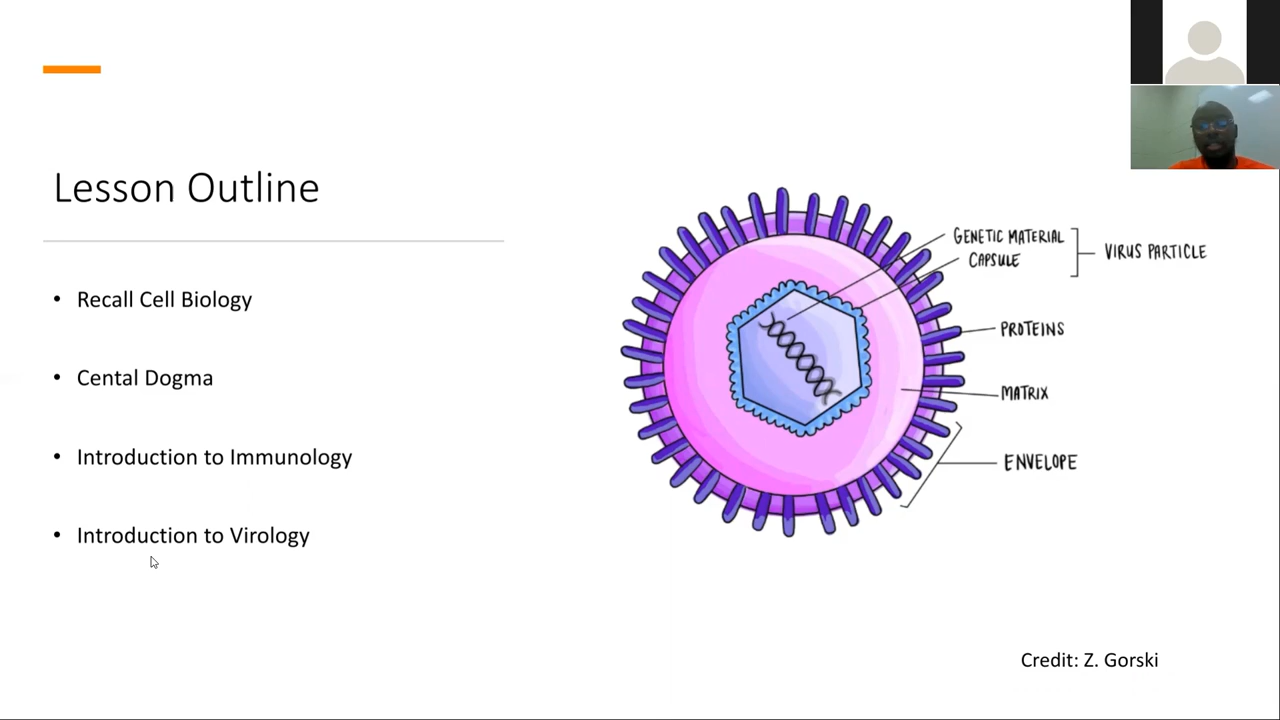 Lesson Outline
• Recall Cell Biology
• Cental Dogma
• Introduction to Immunology
• Introduction to Virology
GENETIC MATERIAL
CAPSULE
VIRUS PARTICLE
PROTEINS
MATRIX
ENVELOPE
Credit: Z. Gorski